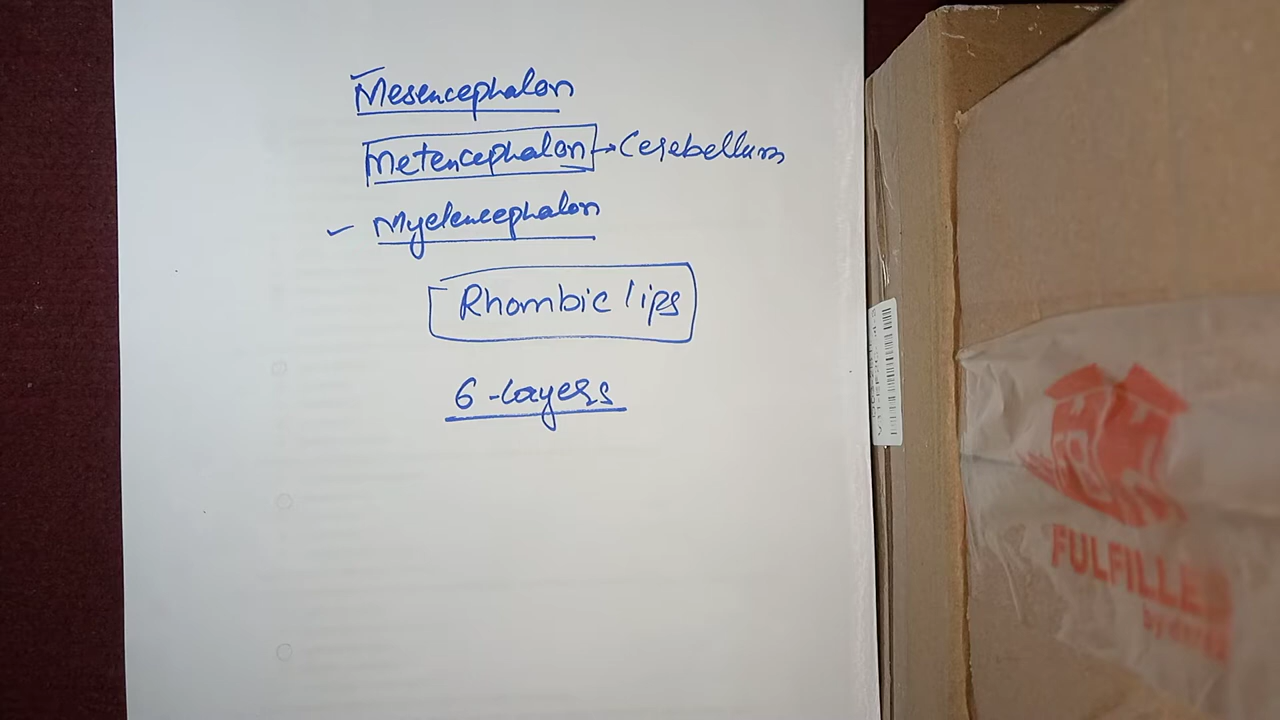 Mesencephalon
Metencephalon → Cerebellum
Myelencephalon
Rhombic lips
6-Layers
FULFILLED